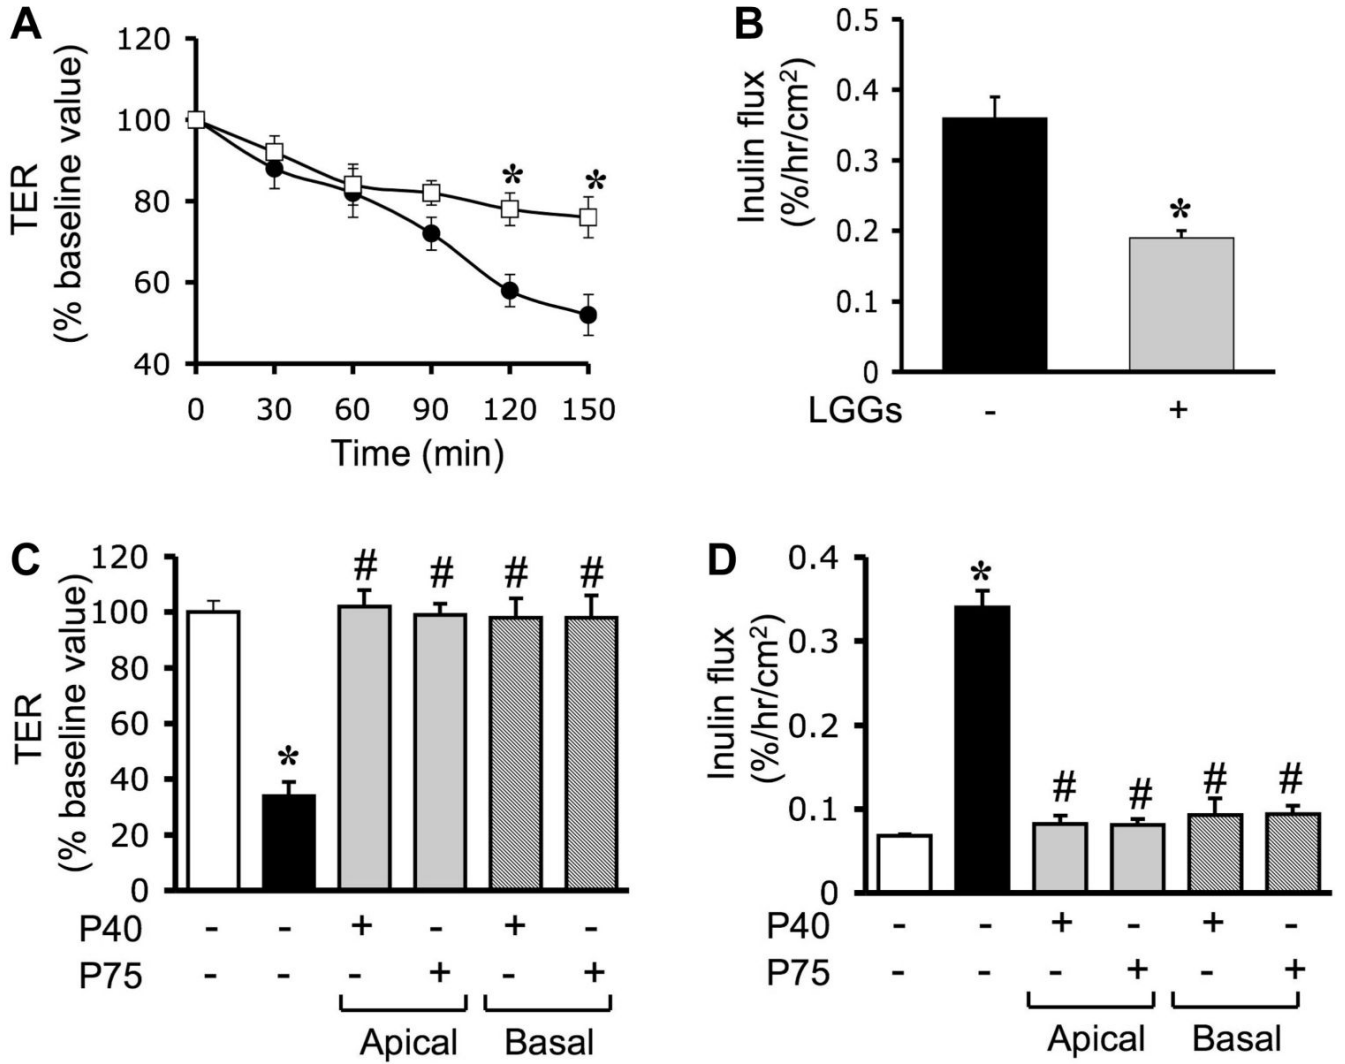 A
TER
(% baseline value)
120
100
80
60
40
* *
0 30 60 90 120 150
Time (min)
B
Inulin flux
(%/hr/cm²)
0.5
0.4
0.3
0.2
0.1
0
*
LGGs - +
C
TER
(% baseline value)
120
100
80
60
40
20
0
* # # # #
P40 - - + - + -
P75 - - - + - +
Apical Basal
D
Inulin flux
(%/hr/cm²)
0.4
0.3
0.2
0.1
0
* # # # #
P40 - - + - + -
P75 - - - + - +
Apical Basal